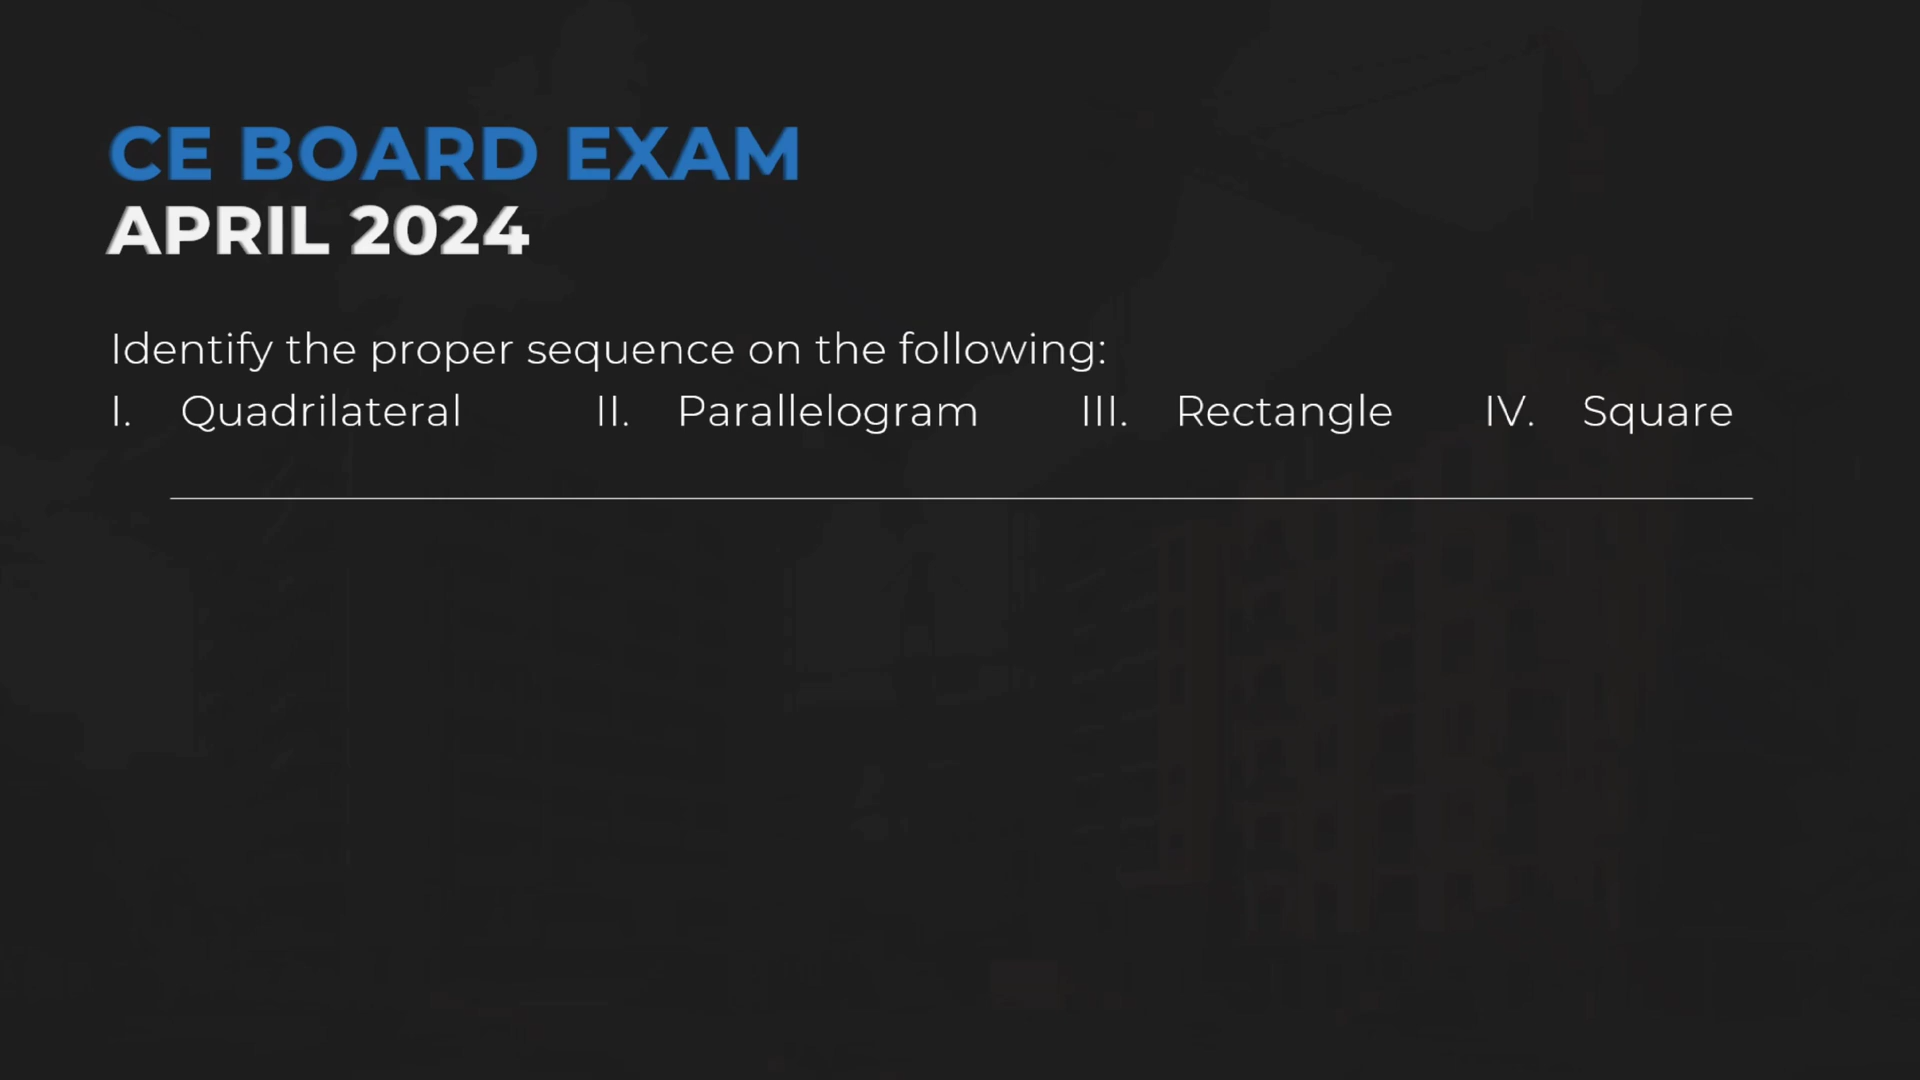 CE BOARD EXAM
APRIL 2024
Identify the proper sequence on the following:
I. Quadrilateral II. Parallelogram III. Rectangle IV. Square